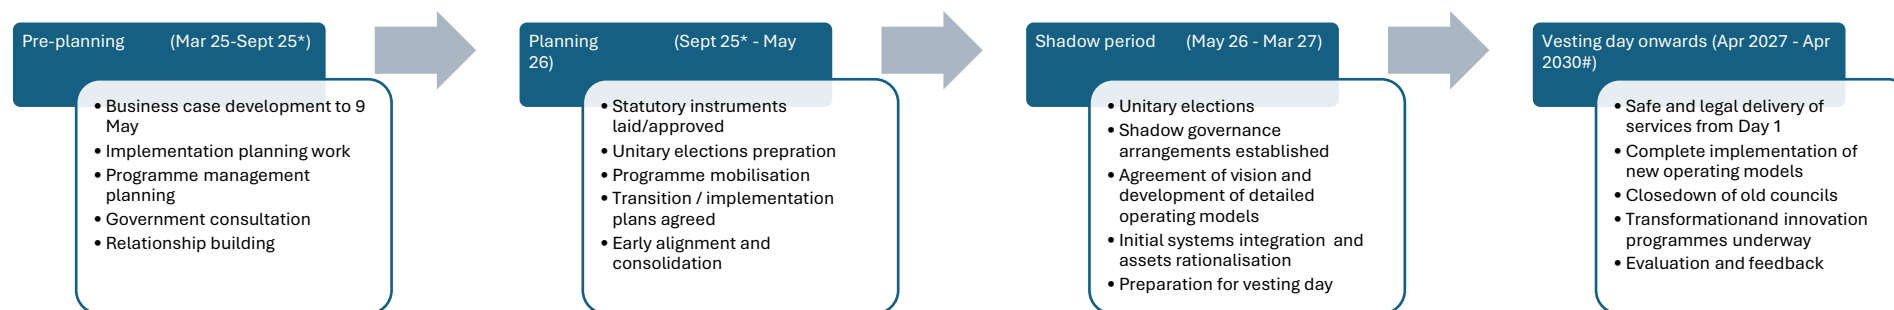 Pre-planning (Mar 25-Sept 25*)
• Business case development to 9
May
• Implementation planning work
• Programme management
planning
• Government consultation
• Relationship building
Planning (Sept 25* - May
26)
• Statutory instruments
laid/approved
• Unitary elections prepration
• Programme mobilisation
• Transition / implementation
plans agreed
• Early alignment and
consolidation
Shadow period (May 26 - Mar 27)
• Unitary elections
• Shadow governance
arrangements established
• Agreement of vision and
development of detailed
operating models
• Initial systems integration and
assets rationalisation
• Preparation for vesting day
Vesting day onwards (Apr 2027 - Apr
2030#)
• Safe and legal delivery of
services from Day 1
• Complete implementation of
new operating models
• Closedown of old councils
• Transformationand innovation
programmes underway
• Evaluation and feedback